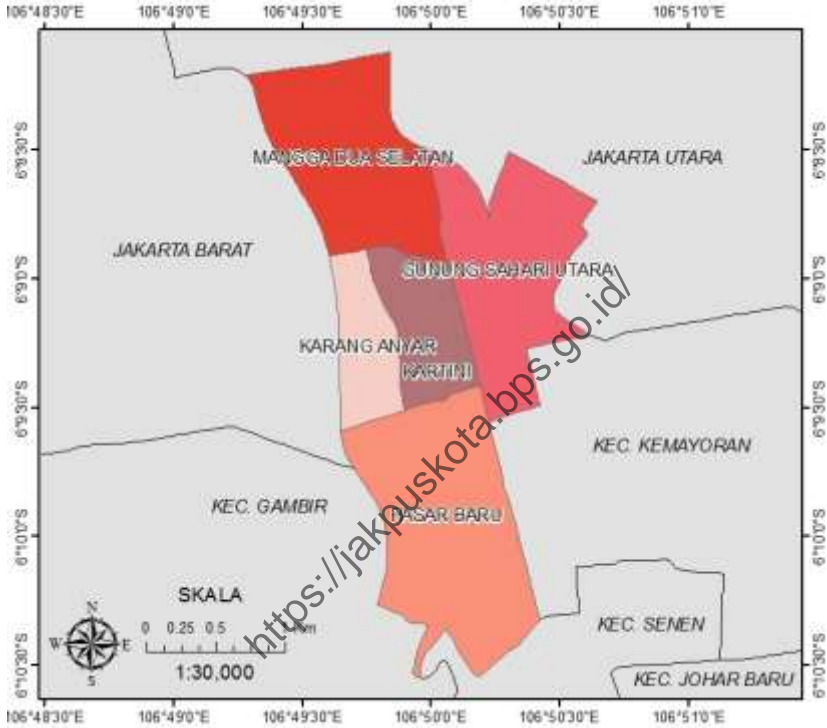 106°48'30"E 106°49'0"E 106°49'30"E 106°50'0"E 106°50'30"E 106°51'0"E
6°8'30"S
6°8'30"S
MANGGA DUA SELATAN
JAKARTA UTARA
JAKARTA BARAT
6°9'0"S
6°9'0"S
GUNUNG SAHARI UTARA
KARANG ANYAR
KARTINI
6°9'30"S
6°9'30"S
KEC. KEMAYORAN
KEC. GAMBIR
PASAR BARU
6°10'0"S
6°10'0"S
https://jakpuskota.bps.go.id/
SKALA
N
0 0.25 0.5
W E
KEC. SENEN
S
1:30.000
6°10'30"S
6°10'30"S
KEC. JOHAR BARU
106°48'30"E 106°49'0"E 106°49'30"E 106°50'0"E 106°50'30"E 106°51'0"E